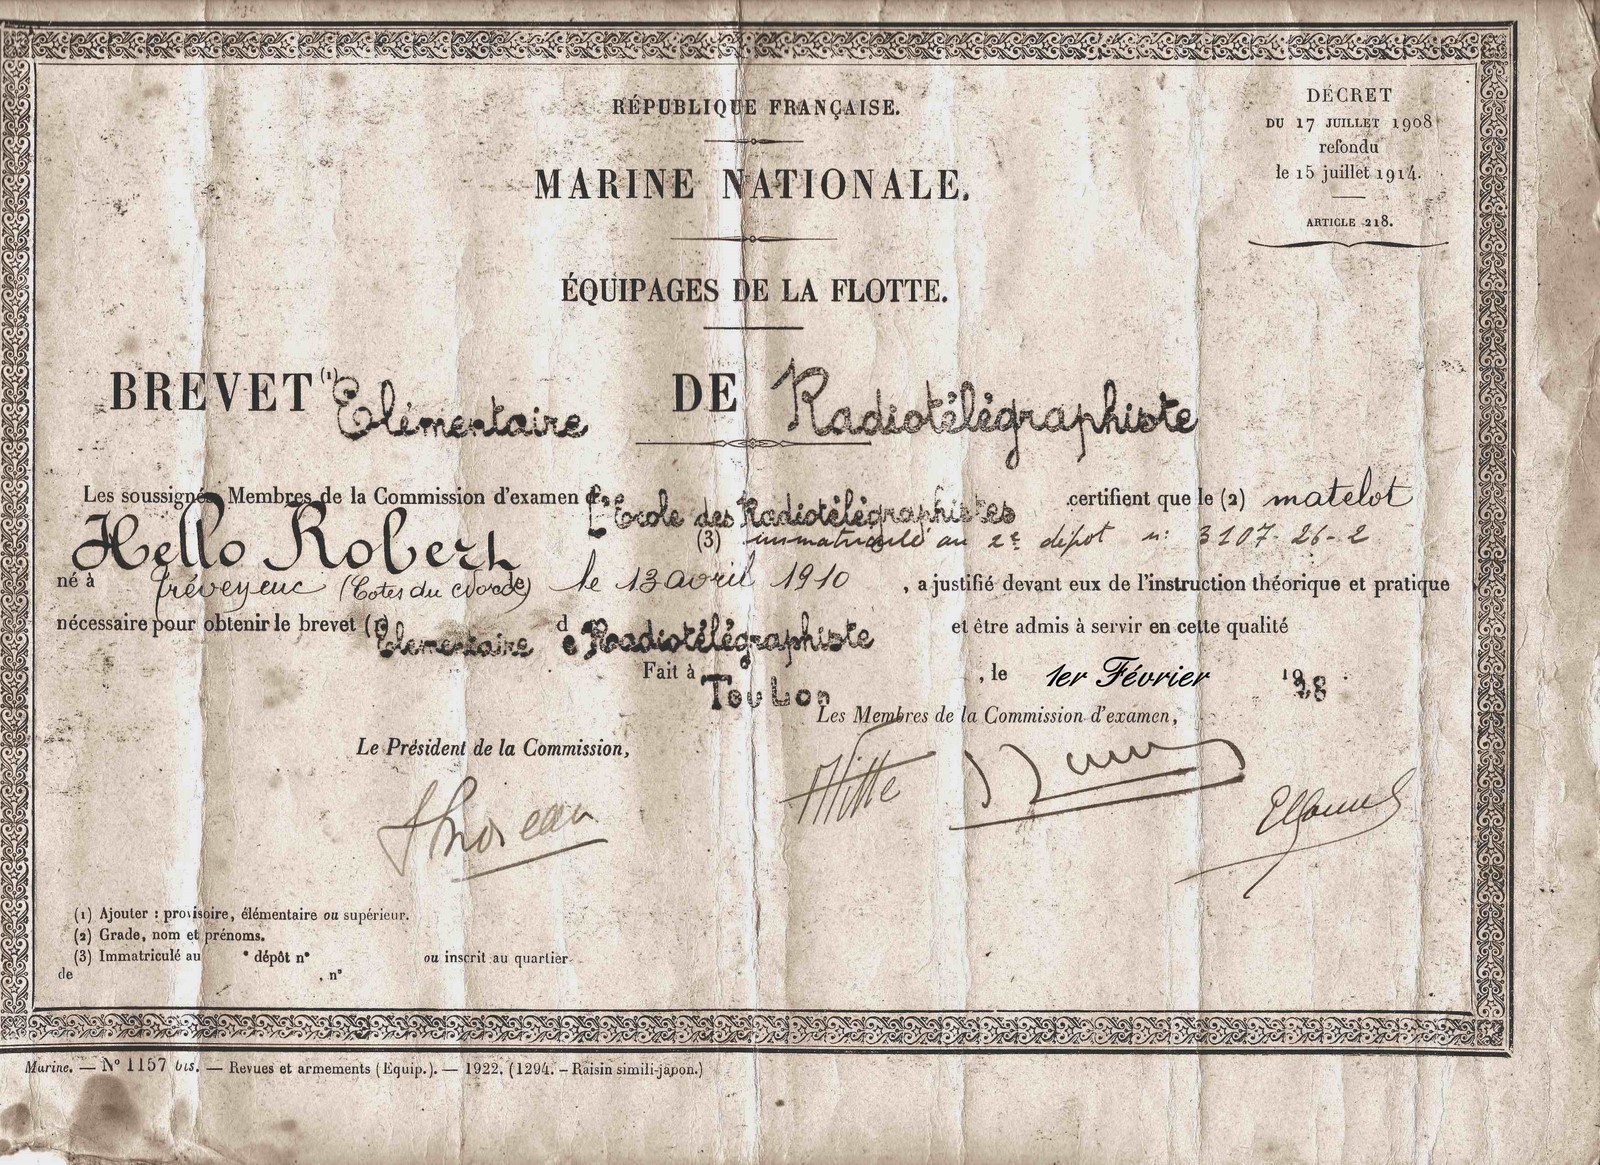 RÉPUBLIQUE FRANÇAISE.
DÉCRET
DU 17 JUILLET 1908
refondu
le 15 juillet 1914.
ARTICLE 218.
MARINE NATIONALE.
ÉQUIPAGES DE LA FLOTTE.
BREVET (1) Elémentaire DE Radiotélégraphiste
Les soussignés Membres de la Commission d'examen de l'Ecole des Radiotélégraphistes certifient que le (2) matelot
Hello Robert (3) immatriculé au 2e dépot n: 3107-26-2
né à Tréveneuc (Cotes du Nord) le 13 avril 1910, a justifié devant eux de l'instruction théorique et pratique
nécessaire pour obtenir le brevet (1) Elementaire de Radiotélégraphiste et être admis à servir en cette qualité
Fait à Toulon, le 1er Février 1928
Les Membres de la Commission d'examen,
Le Président de la Commission,
(1) Ajouter : provisoire, élémentaire ou supérieur.
(2) Grade, nom et prénoms.
(3) Immatriculé au e dépôt n° ou inscrit au quartier
de , n°
Marine. — N° 1157 bis. — Revues et armements (Equip.). — 1922. (1294. – Raisin simili-japon.)